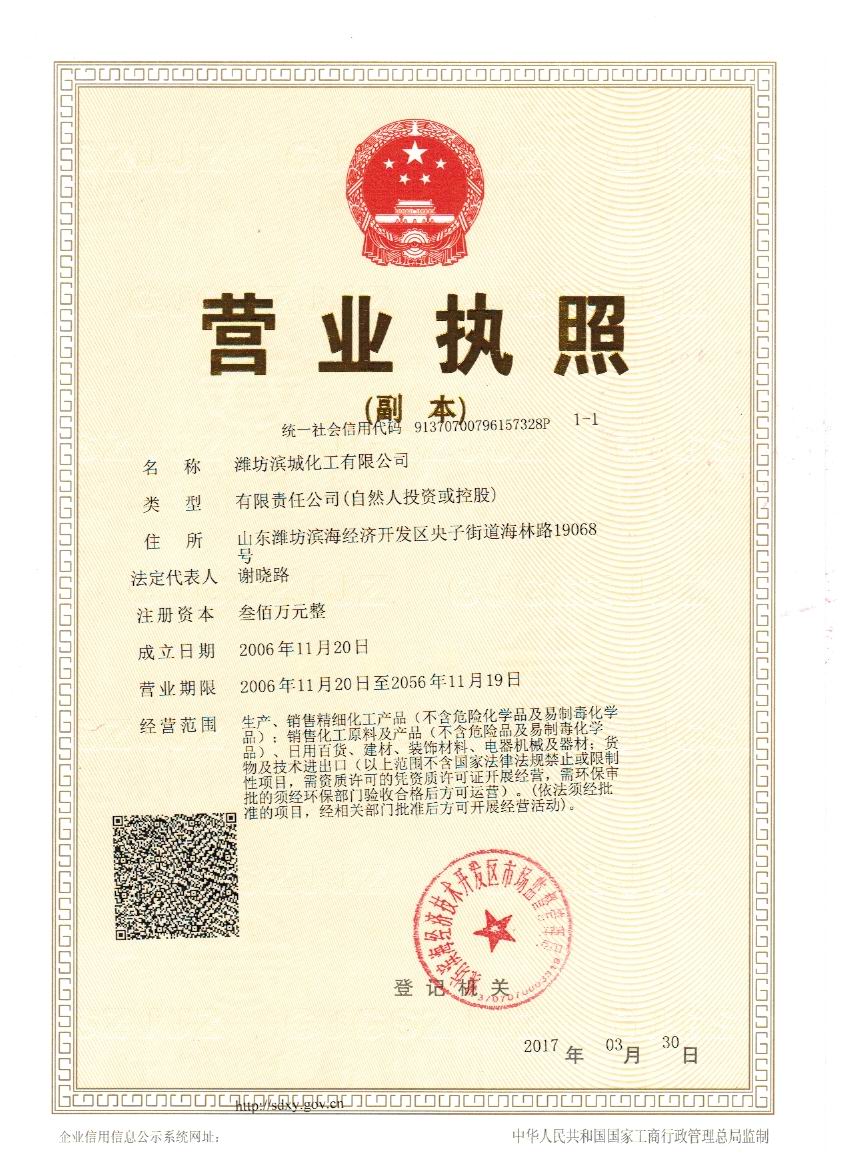 营业执照
(副 本)
统一社会信用代码 91370700796157328P 1-1
名 称 潍坊滨城化工有限公司
类 型 有限责任公司(自然人投资或控股)
住 所 山东潍坊滨海经济开发区央子街道海林路19068
号
法定代表人 谢晓路
注册资本 叁佰万元整
成立日期 2006年11月20日
营业期限 2006年11月20日至2056年11月19日
经营范围 生产、销售精细化工产品（不含危险化学品及易制毒化学
品）；销售化工原料及产品（不含危险品及易制毒化学
品）、日用百货、建材、装饰材料、电器机械及器材；货
物及技术进出口（以上范围不含国家法律法规禁止或限制
性项目，需资质许可的凭资质许可证开展经营，需环保审
批的须经环保部门验收合格后方可运营）。(依法须经批
准的项目，经相关部门批准后方可开展经营活动)。
登记机关
2017 年 03 月 30 日
http://sdxy.gov.cn
企业信用信息公示系统网址：
中华人民共和国国家工商行政管理总局监制